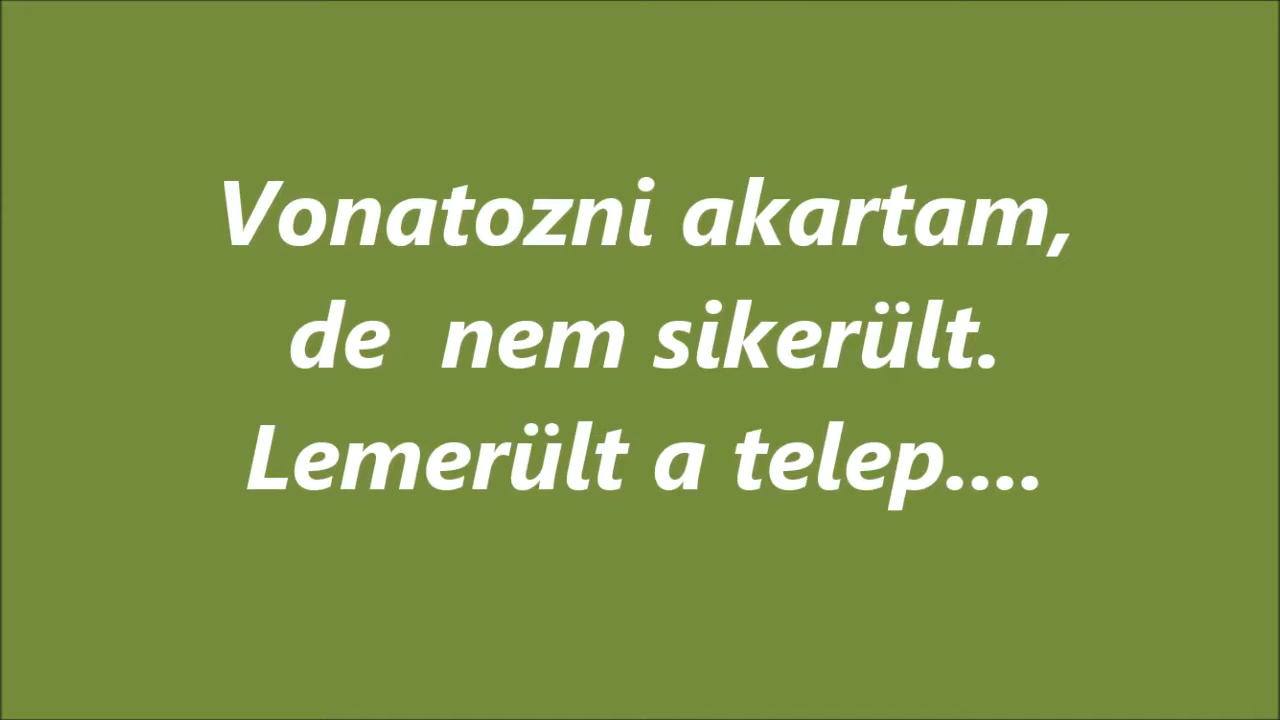 Vonatozni akartam,
de  nem sikerült.
Lemerült a telep....